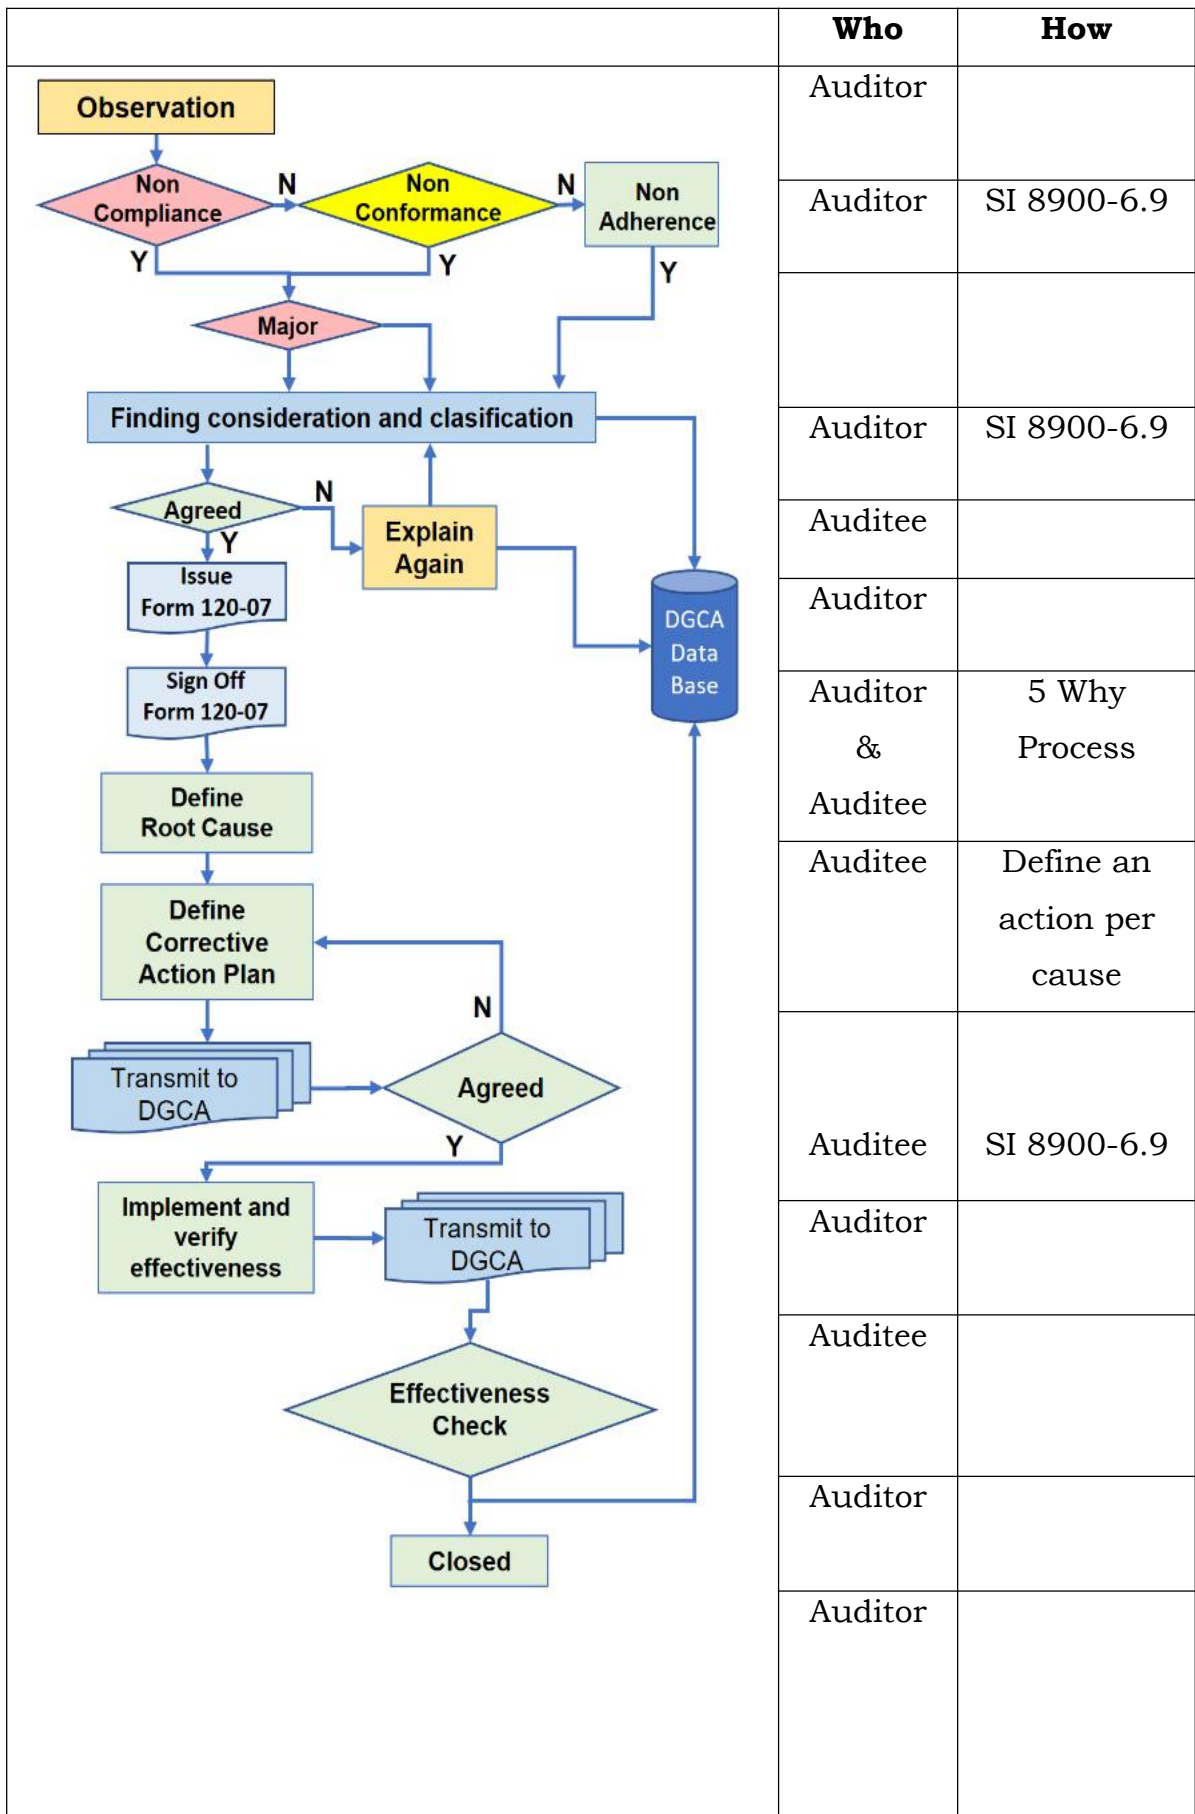 Who
How
Observation
Auditor
Non
Compliance
N
Non
Conformance
N
Non
Adherence
Auditor
SI 8900-6.9
Y
Y
Y
Major
Finding consideration and clasification
Auditor
SI 8900-6.9
Agreed
N
Y
Explain
Again
Auditee
Issue
Form 120-07
Auditor
DGCA
Data
Base
Sign Off
Form 120-07
Auditor
&
Auditee
5 Why
Process
Define
Root Cause
Define
Corrective
Action Plan
Auditee
Define an
action per
cause
N
Transmit to
DGCA
Agreed
Y
Auditee
SI 8900-6.9
Implement and
verify
effectiveness
Transmit to
DGCA
Auditor
Effectiveness
Check
Auditee
Auditor
Closed
Auditor